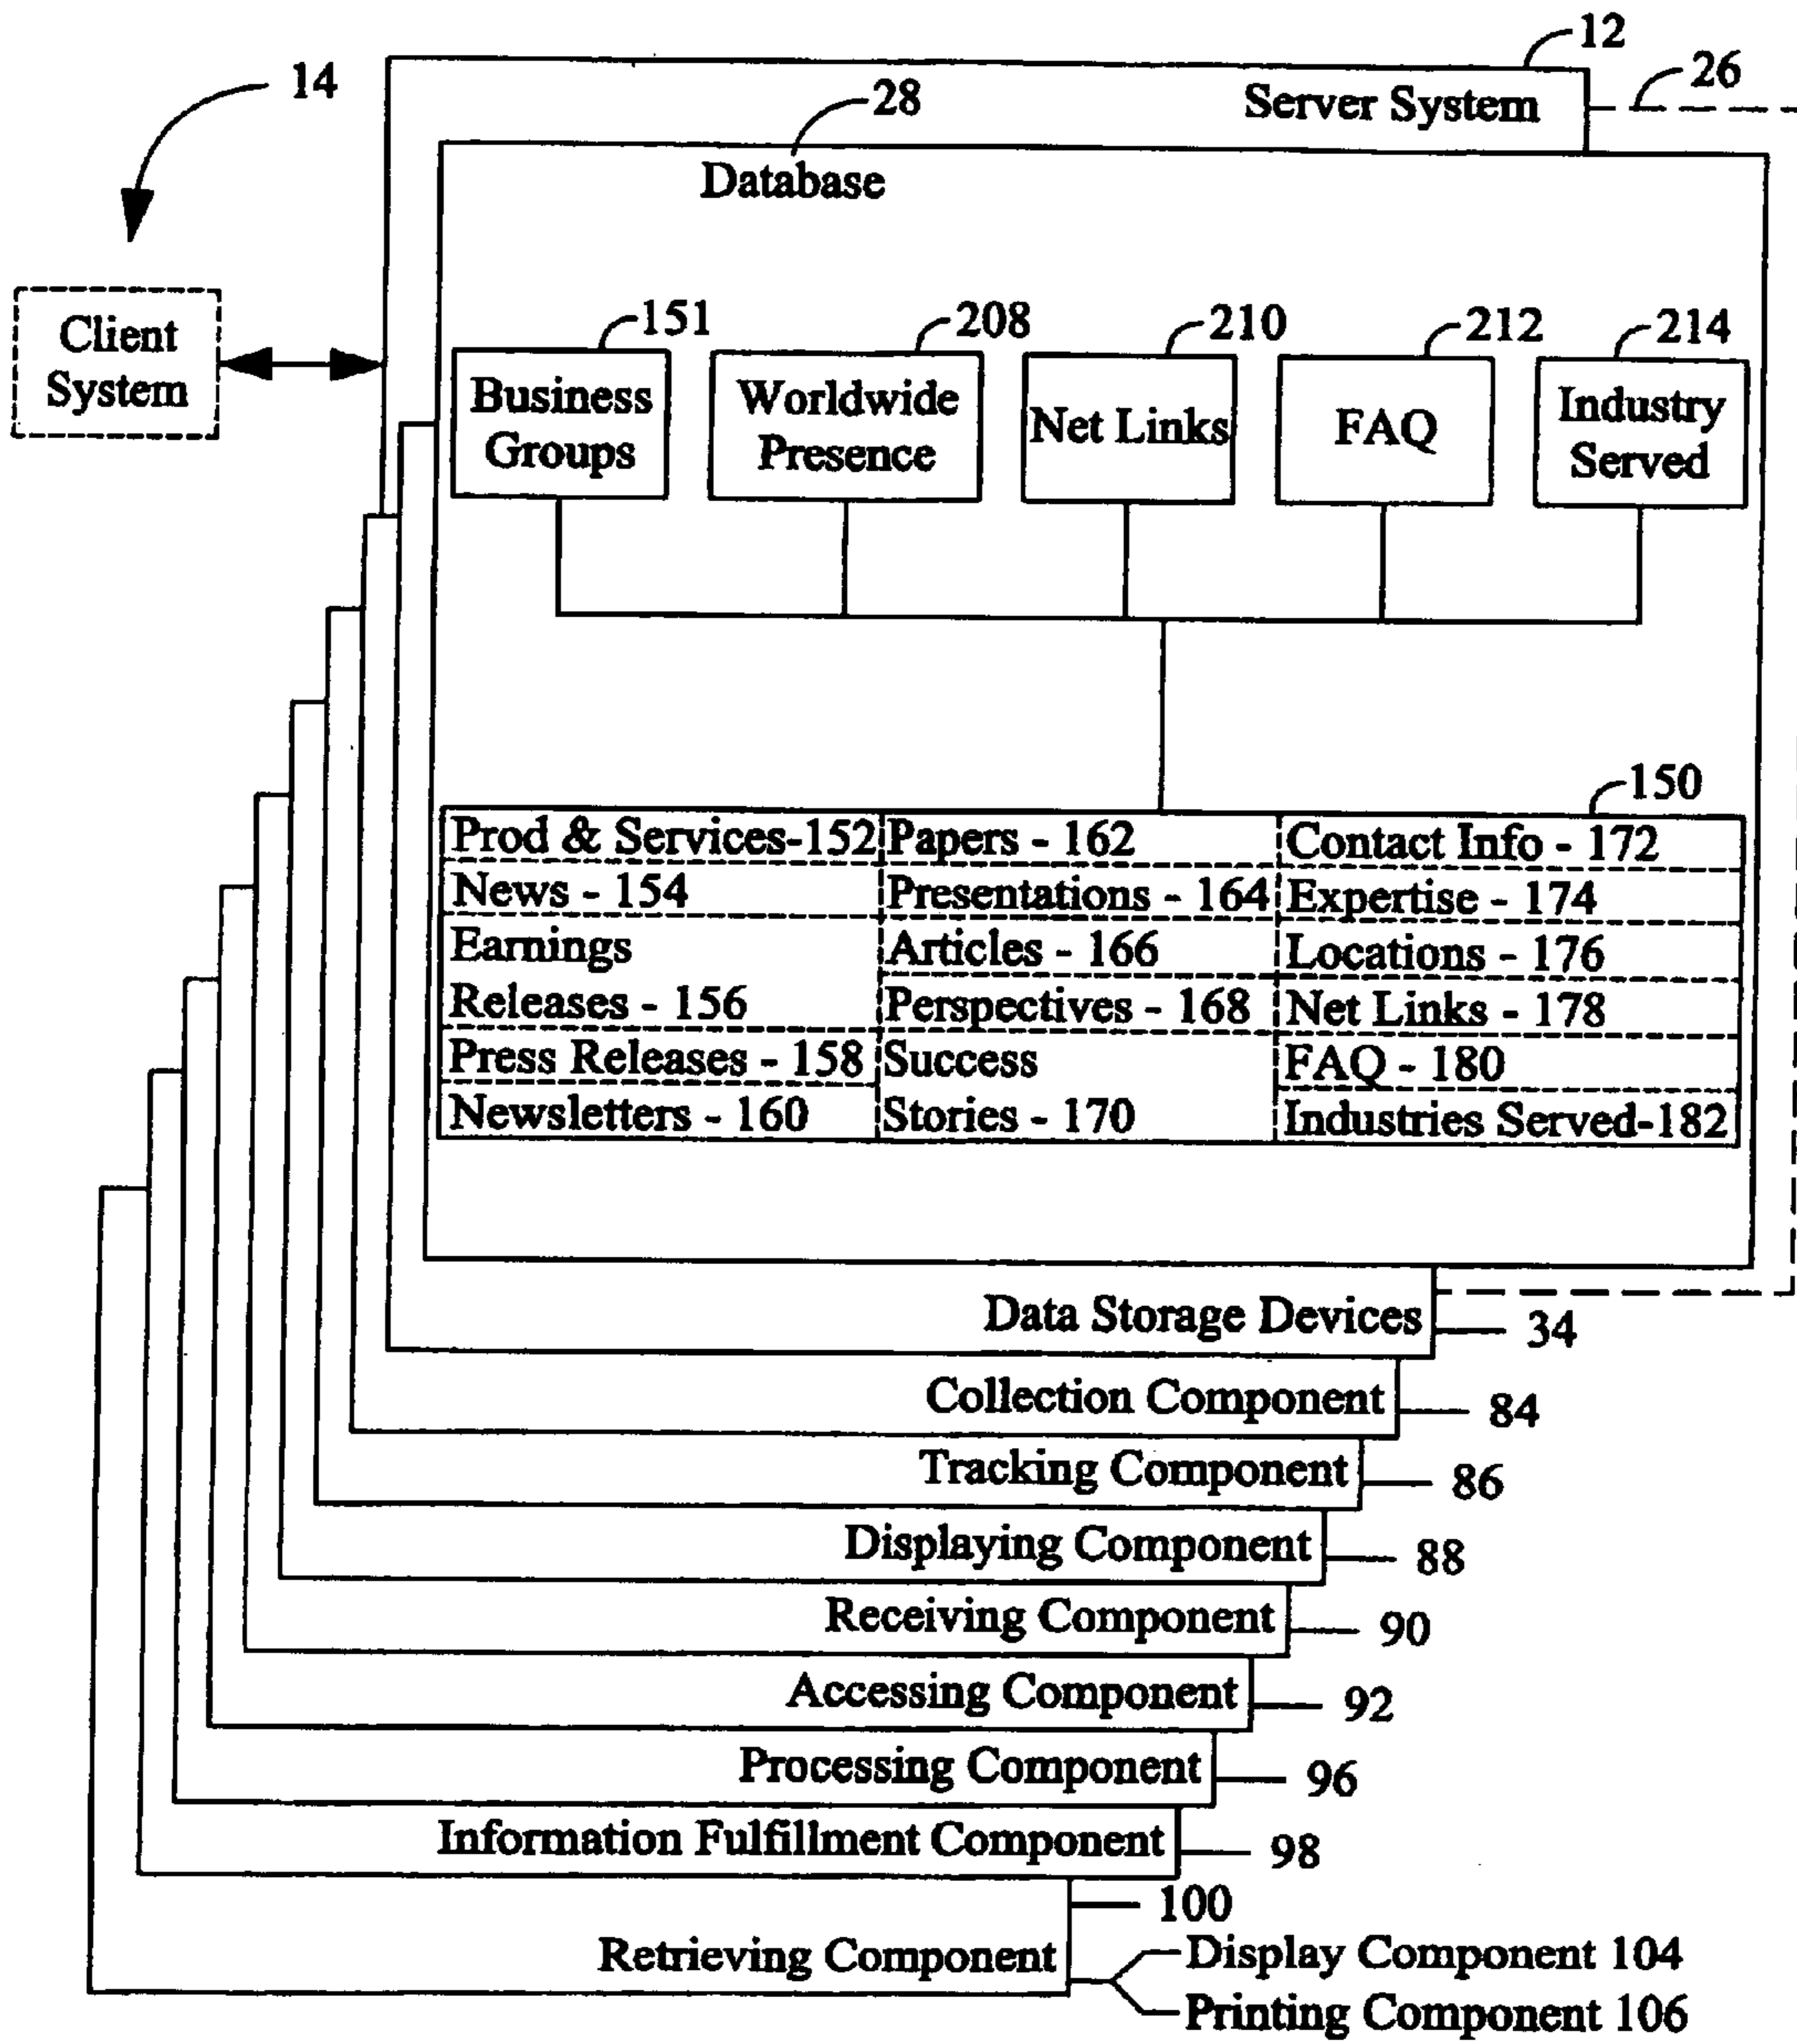 12
14
26
28
Server System
Database
Client
System
151
208
210
212
214
Business
Groups
Worldwide
Presence
Net Links
FAQ
Industry
Served
150
Prod & Services-152
Papers - 162
Contact Info - 172
News - 154
Presentations - 164
Expertise - 174
Earnings
Releases - 156
Articles - 166
Locations - 176
Perspectives - 168
Net Links - 178
Press Releases - 158
Success
Stories - 170
FAQ - 180
Newsletters - 160
Industries Served-182
Data Storage Devices
34
Collection Component
84
Tracking Component
86
Displaying Component
88
Receiving Component
90
Accessing Component
92
Processing Component
96
Information Fulfillment Component
98
100
Retrieving Component
Display Component 104
Printing Component 106